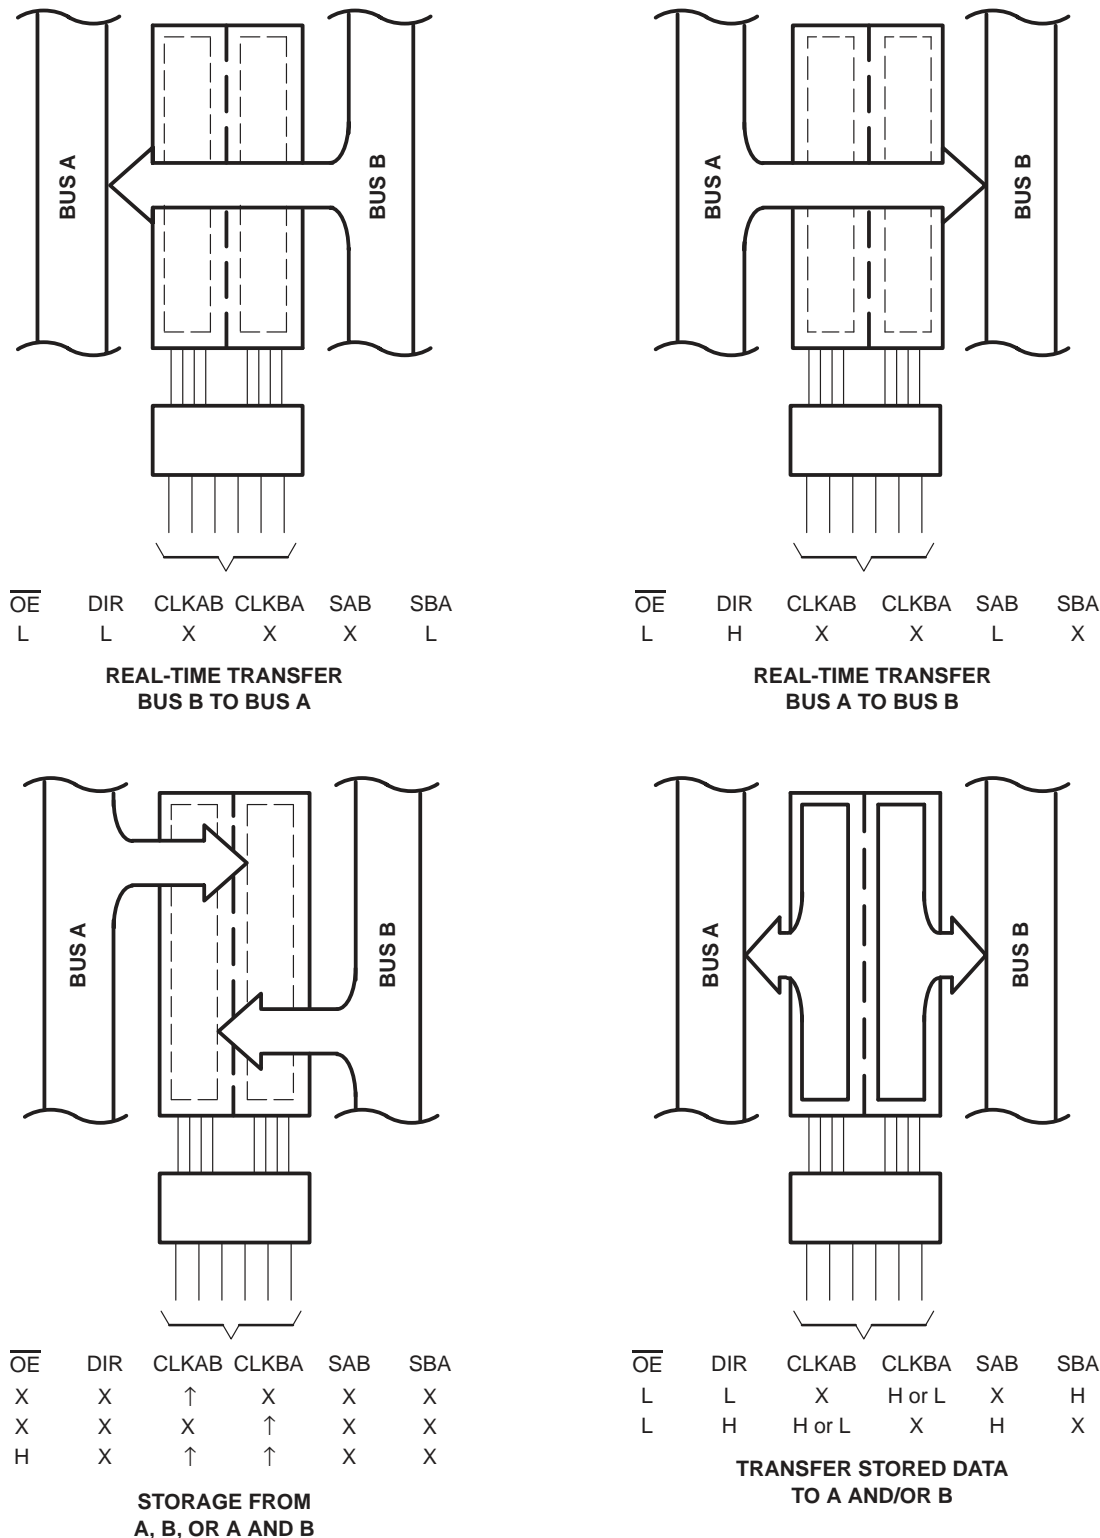 BUS A
BUS B
OE DIR CLKAB CLKBA SAB SBA
L L X X X L
REAL-TIME TRANSFER
BUS B TO BUS A
BUS A
BUS B
OE DIR CLKAB CLKBA SAB SBA
L H X X L X
REAL-TIME TRANSFER
BUS A TO BUS B
BUS A
BUS B
OE DIR CLKAB CLKBA SAB SBA
X X ↑ X X X
X X X ↑ X X
H X ↑ ↑ X X
STORAGE FROM
A, B, OR A AND B
BUS A
BUS B
OE DIR CLKAB CLKBA SAB SBA
L L X H or L X H
L H H or L X H X
TRANSFER STORED DATA
TO A AND/OR B